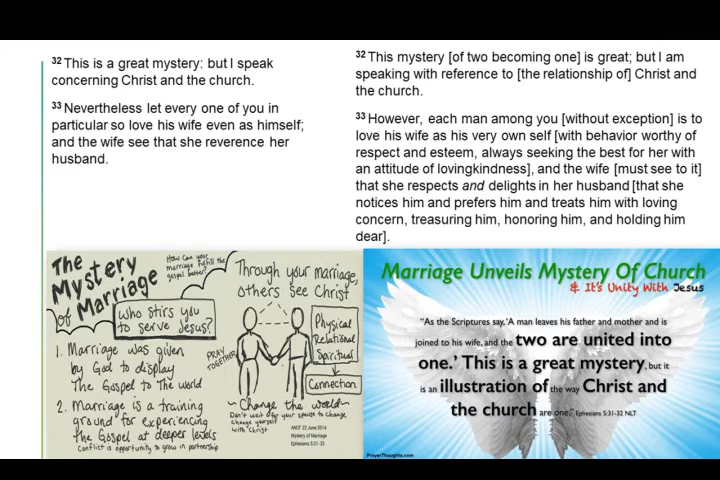 32 This is a great mystery: but I speak
concerning Christ and the church.
33 Nevertheless let every one of you in
particular so love his wife even as himself;
and the wife see that she reverence her
husband.
32 This mystery [of two becoming one] is great; but I am
speaking with reference to [the relationship of] Christ and
the church.
33 However, each man among you [without exception] is to
love his wife as his very own self [with behavior worthy of
respect and esteem, always seeking the best for her with
an attitude of lovingkindness], and the wife [must see to it]
that she respects and delights in her husband [that she
notices him and prefers him and treats him with loving
concern, treasuring him, honoring him, and holding him
dear].
The
Mystery
of Marriage
How can your
marriage fulfill the
gospel better?
Who stirs you
to serve Jesus?
1. Marriage was given
by God to display
The Gospel to The world
2. Marriage is a training
ground for experiencing
the Gospel at deeper levels
Conflict is opportunity to grow in partnership
Through your marriage,
others see Christ
PRAY
TOGETHER
Physical
Relational
Spiritual
Connection
~ Change the world ~
Don't wait for your spouse to change
change yourself
with Christ
ANCF 22 June 2014
Mystery of Marriage
Ephesians 5:21-33
Marriage Unveils Mystery Of Church
& It's Unity With Jesus
"As the Scriptures say, 'A man leaves his father and mother and is
joined to his wife, and the two are united into
one.' This is a great mystery, but it
is an illustration of the way Christ and
the church are one." Ephesians 5:31-32 NLT
PrayerThoughts.com